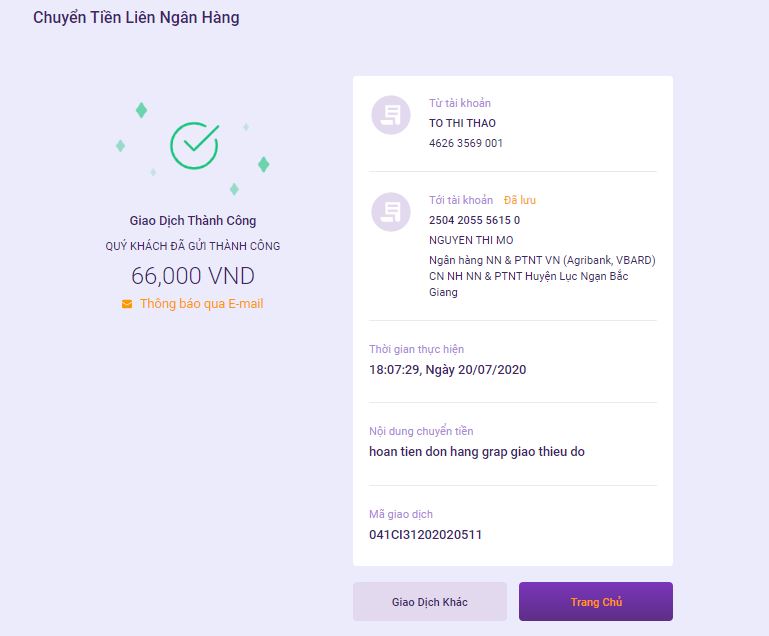 Chuyển Tiền Liên Ngân Hàng
Giao Dịch Thành Công
QUÝ KHÁCH ĐÃ GỬI THÀNH CÔNG
66,000 VND
Thông báo qua E-mail
Từ tài khoản
TO THI THAO
4626 3569 001
Tới tài khoản Đã lưu
2504 2055 5615 0
NGUYEN THI MO
Ngân hàng NN & PTNT VN (Agribank, VBARD)
CN NH NN & PTNT Huyện Lục Ngạn Bắc
Giang
Thời gian thực hiện
18:07:29, Ngày 20/07/2020
Nội dung chuyển tiền
hoan tien don hang grap giao thieu do
Mã giao dịch
041CI31202020511
Giao Dịch Khác
Trang Chủ